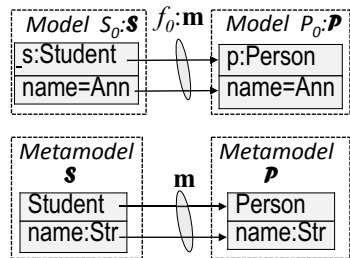 Model S₀:𝓢 f₀:m Model P₀:𝓟
_s:Student p:Person
name=Ann name=Ann
Metamodel Metamodel
𝓢 m 𝓟
Student Person
name:Str name:Str